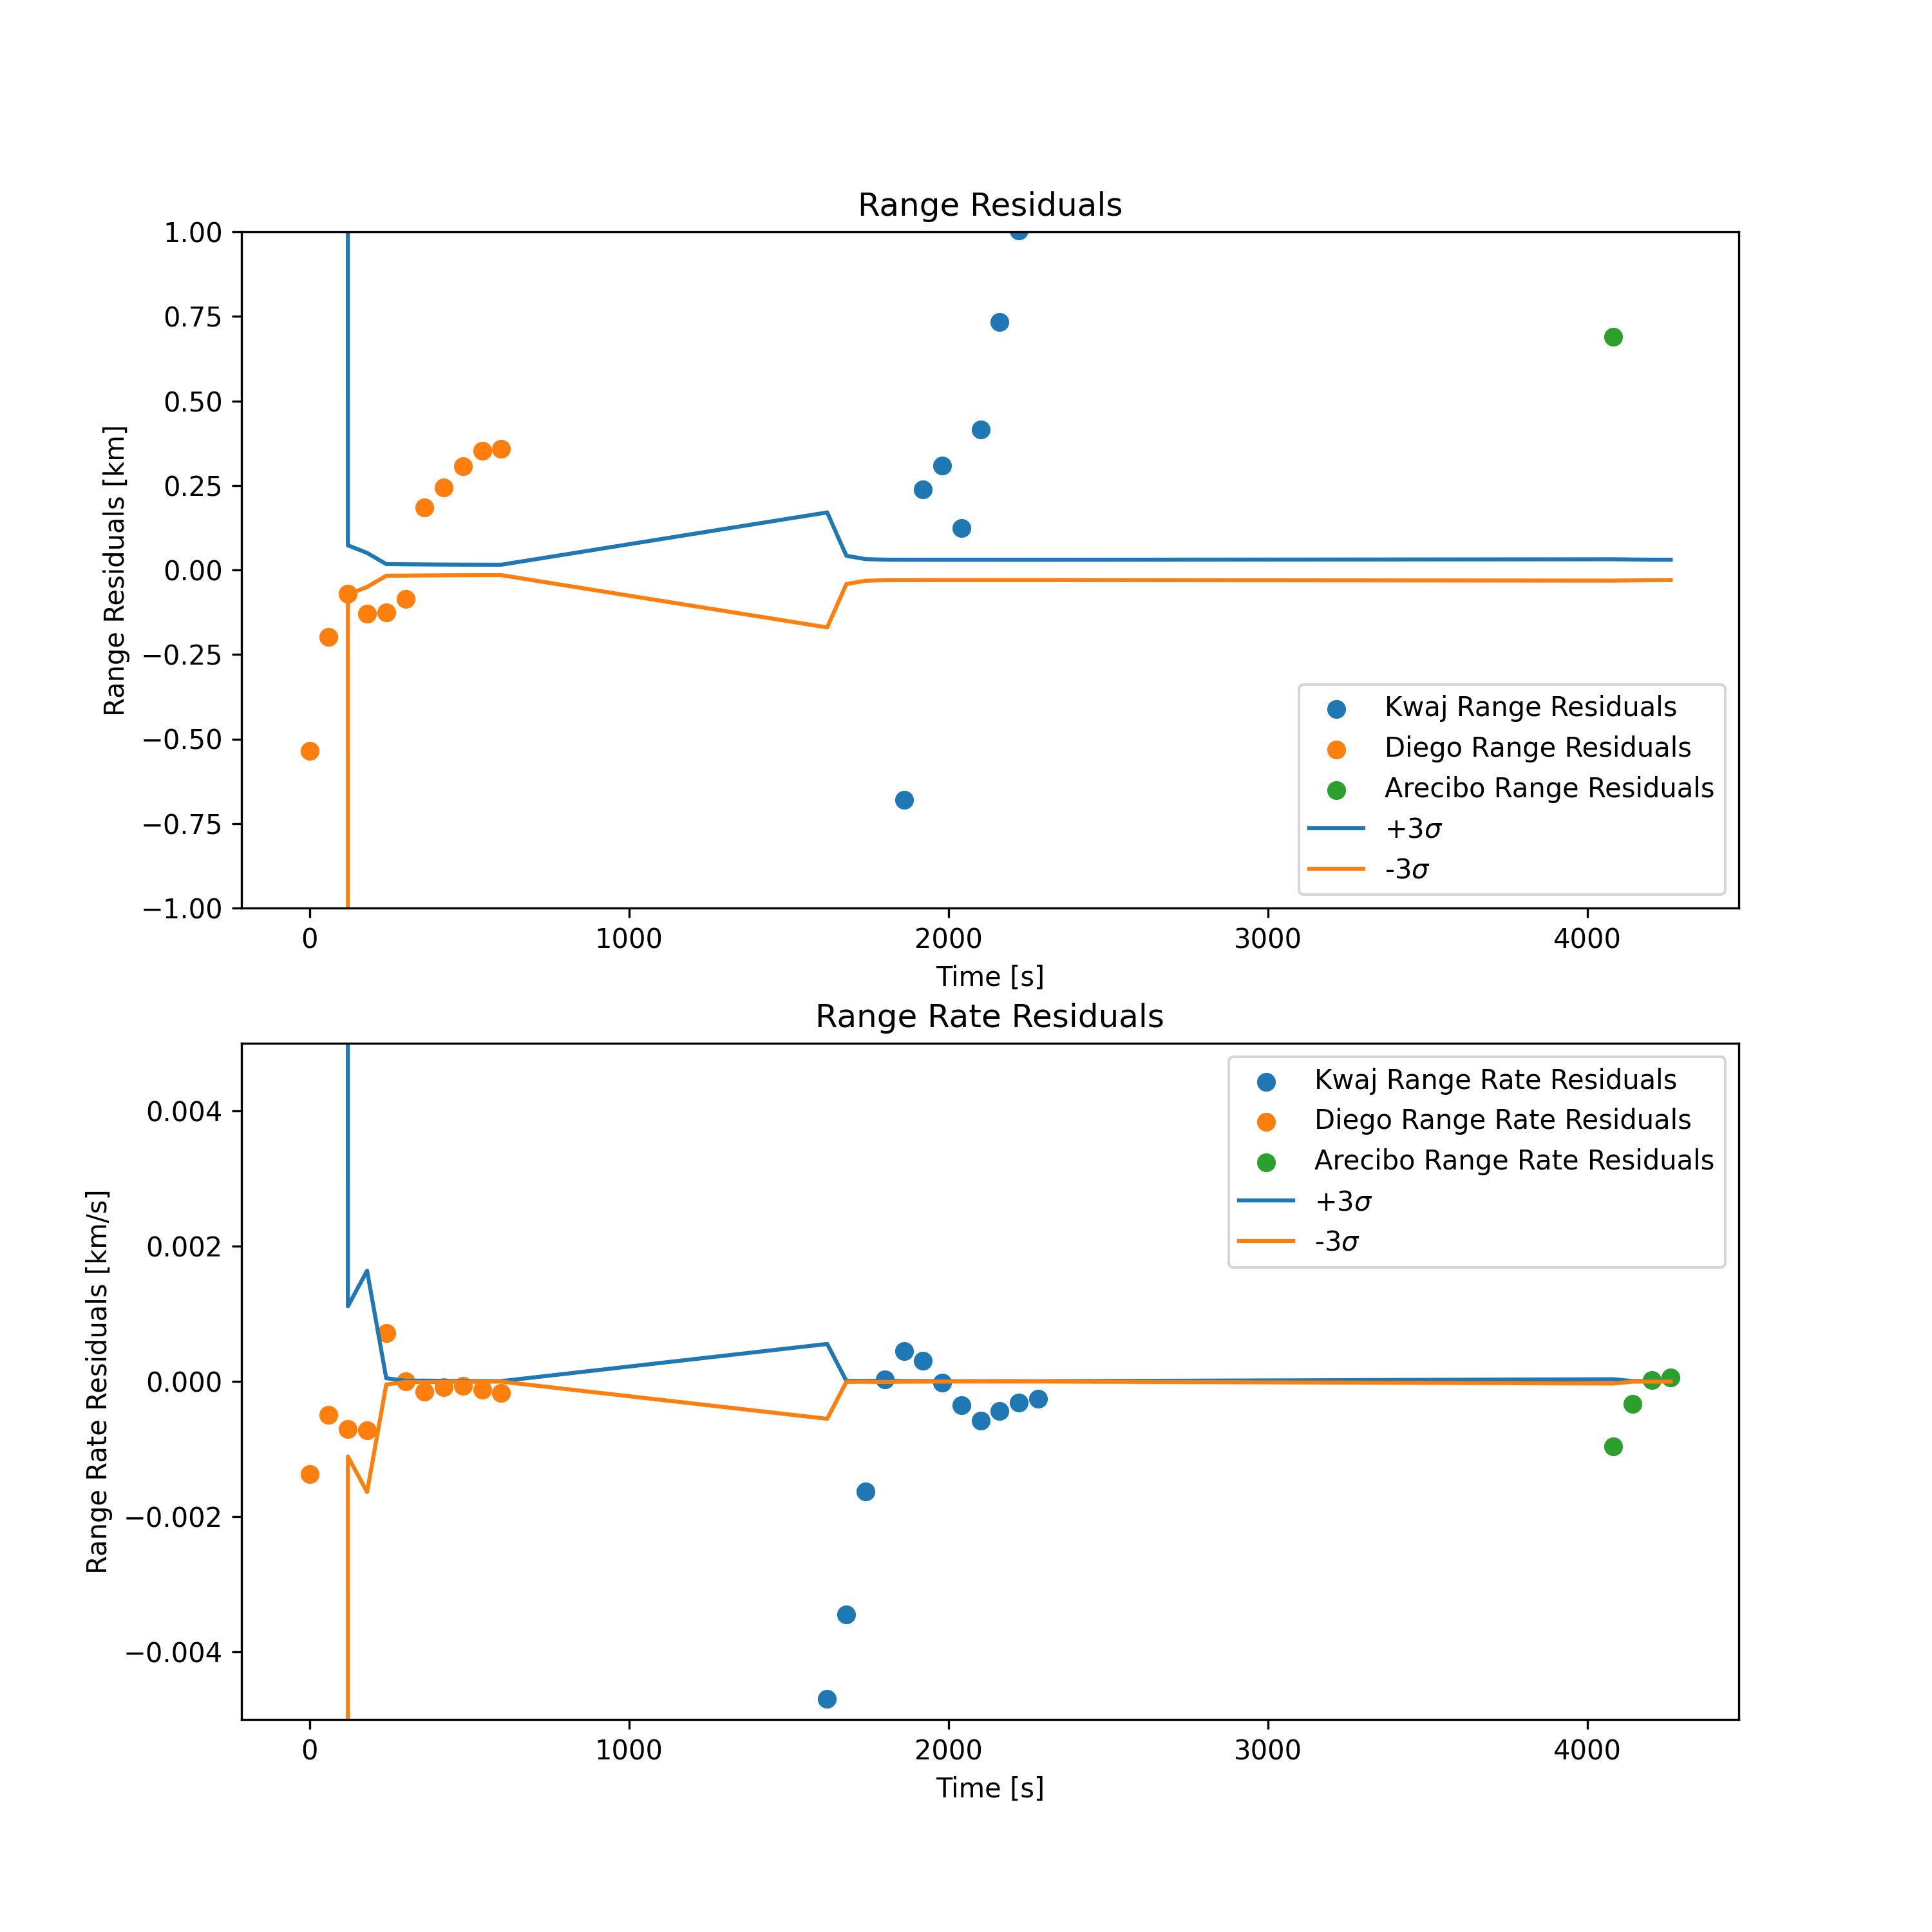 Range Residuals
1.00
0.75
0.50
0.25
0.00
−0.25
−0.50
−0.75
−1.00
Range Residuals [km]
Kwaj Range Residuals
Diego Range Residuals
Arecibo Range Residuals
+3σ
-3σ
0 1000 2000 3000 4000
Time [s]
Range Rate Residuals
0.004
0.002
0.000
−0.002
−0.004
Range Rate Residuals [km/s]
Kwaj Range Rate Residuals
Diego Range Rate Residuals
Arecibo Range Rate Residuals
+3σ
-3σ
0 1000 2000 3000 4000
Time [s]